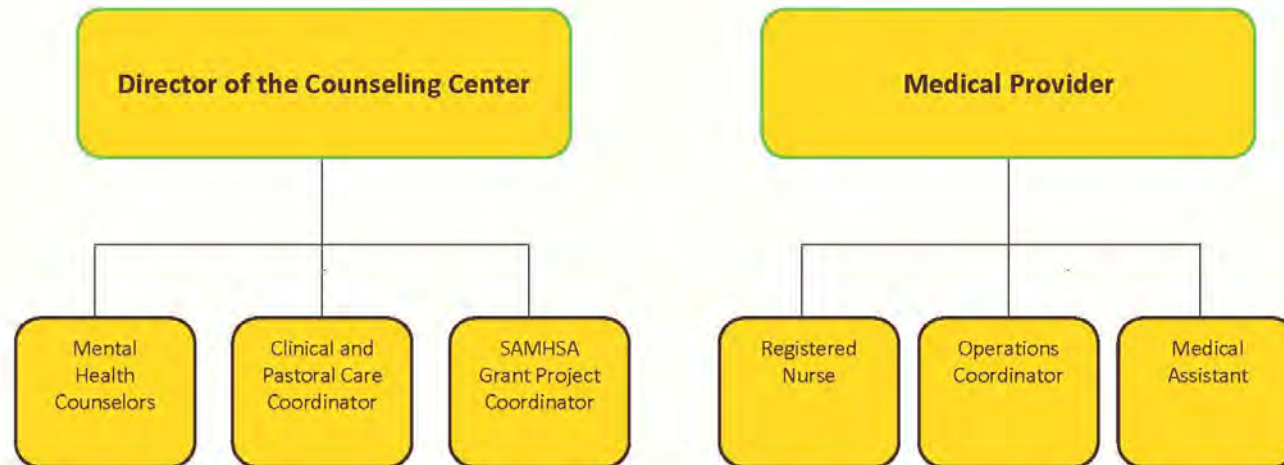 Director of the Counseling Center
Medical Provider
Mental
Health
Counselors
Clinical and
Pastoral Care
Coordinator
SAMHSA
Grant Project
Coordinator
Registered
Nurse
Operations
Coordinator
Medical
Assistant